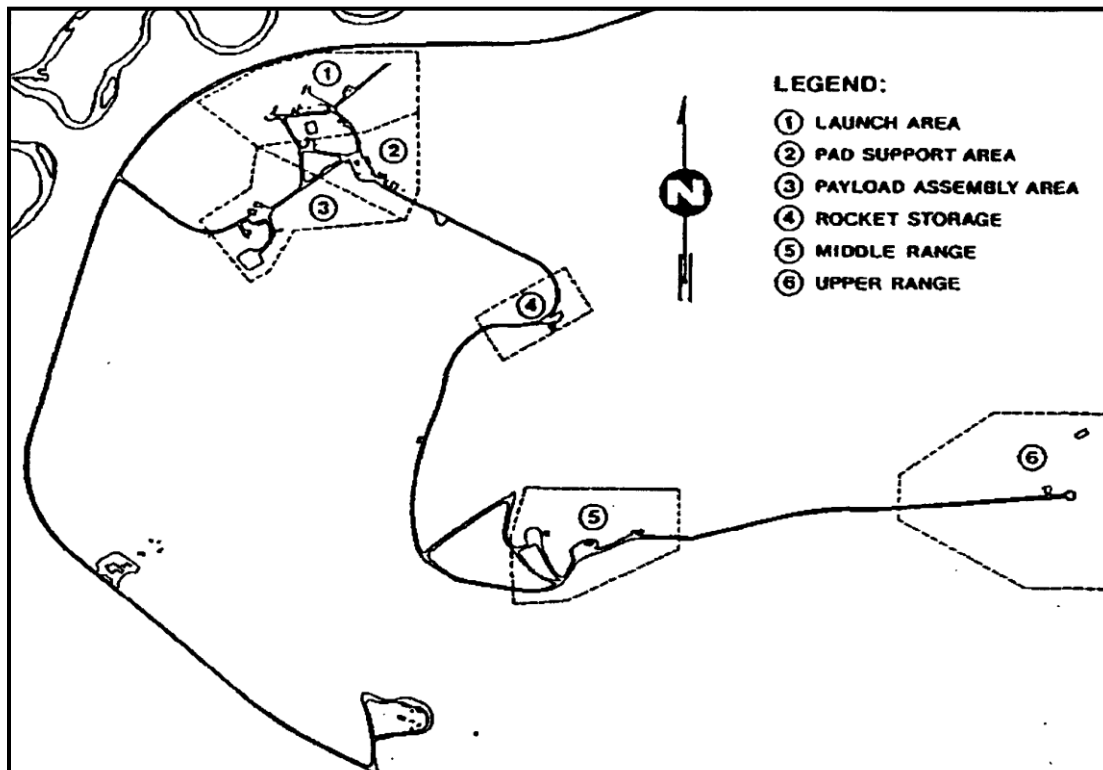 1
2
3
4
5
6
N
LEGEND:
1 LAUNCH AREA
2 PAD SUPPORT AREA
3 PAYLOAD ASSEMBLY AREA
4 ROCKET STORAGE
5 MIDDLE RANGE
6 UPPER RANGE